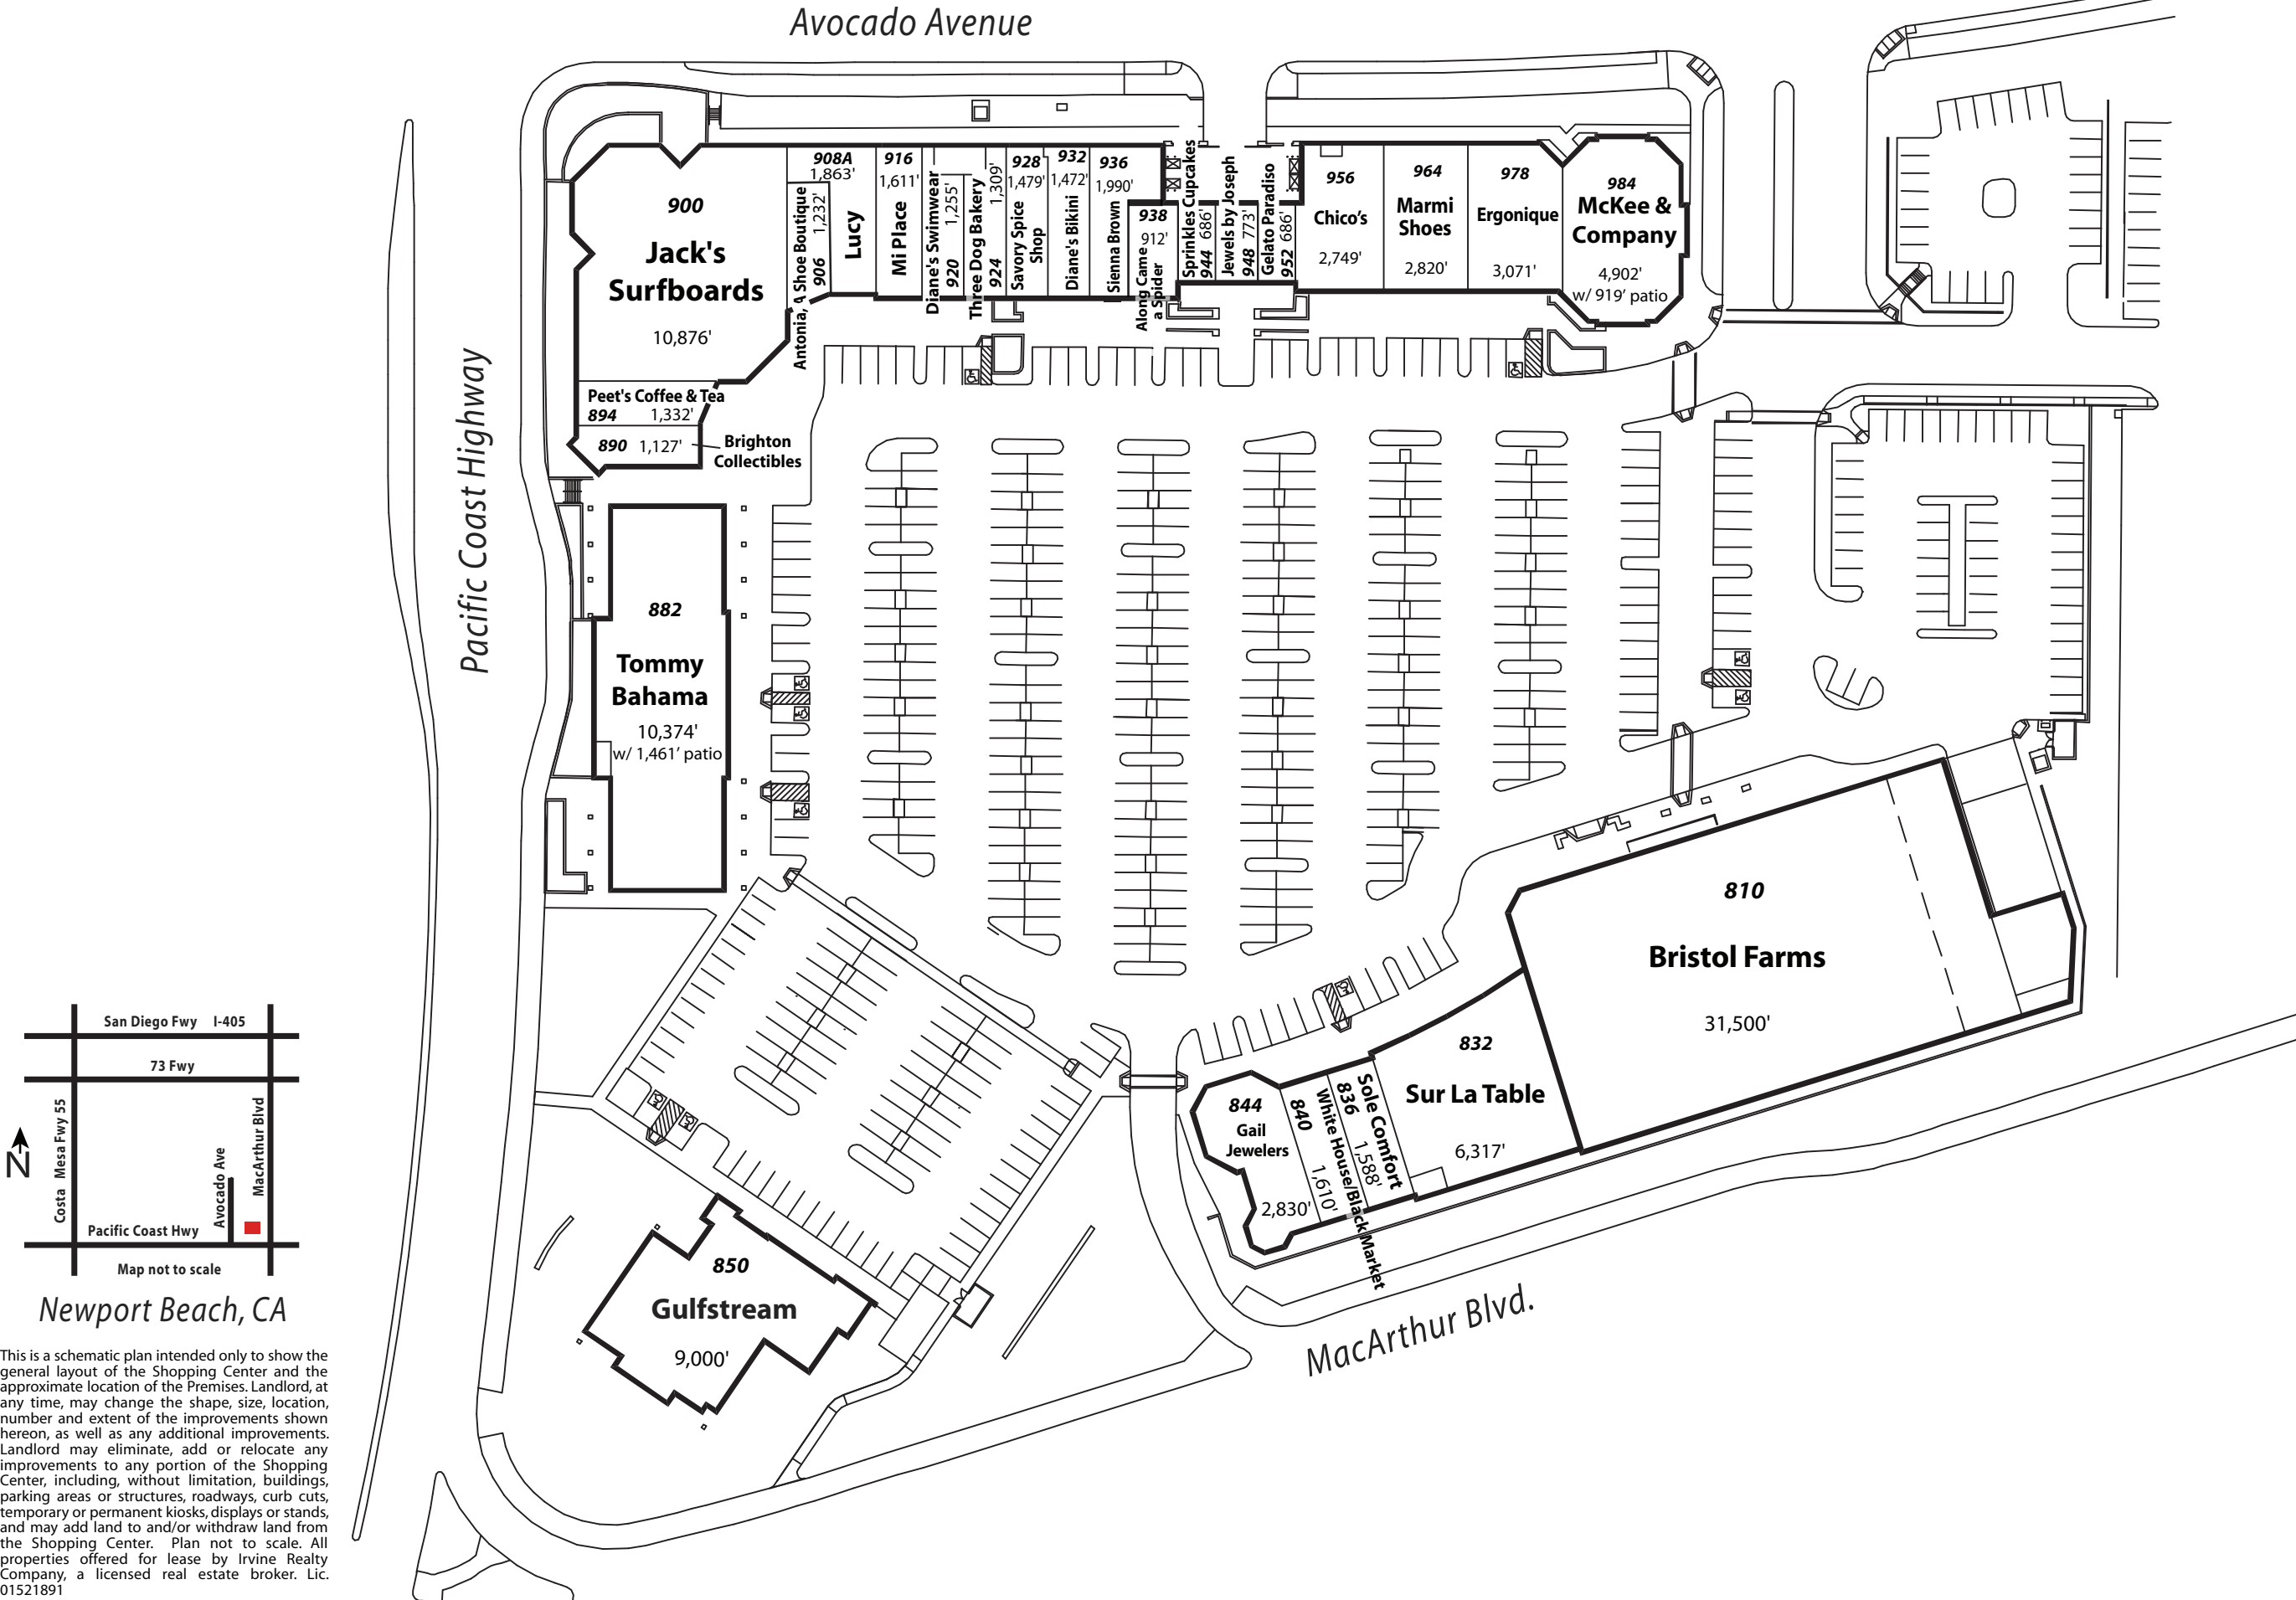 Avocado Avenue
Pacific Coast Highway
900
Jack's
Surfboards
10,876'
Peet's Coffee & Tea
894 1,332'
890 1,127'
Brighton
Collectibles
Antonia, A Shoe Boutique
906 1,232'
908A
1,863'
Lucy
916
1,611'
Mi Place
Diane's Swimwear
920 1,255'
Three Dog Bakery
924 1,309'
928
1,479'
Savory Spice
Shop
932
1,472'
Diane's Bikini
936
1,990'
Sienna Brown
938
912'
Along Came
a Spider
Sprinkles Cupcakes
944 686'
Jewels by Joseph
948 773'
Gelato Paradiso
952 686'
956
Chico's
2,749'
964
Marmi
Shoes
2,820'
978
Ergonique
3,071'
984
McKee &
Company
4,902'
w/ 919' patio
882
Tommy
Bahama
10,374'
w/ 1,461' patio
810
Bristol Farms
31,500'
832
Sur La Table
6,317'
Sole Comfort
836 1,588'
White House/Black Market
840 1,610'
844
Gail
Jewelers
2,830'
850
Gulfstream
9,000'
MacArthur Blvd.
San Diego Fwy I-405
73 Fwy
Costa Mesa Fwy 55
Avocado Ave
MacArthur Blvd
Pacific Coast Hwy
N
Map not to scale
Newport Beach, CA
This is a schematic plan intended only to show the
general layout of the Shopping Center and the
approximate location of the Premises. Landlord, at
any time, may change the shape, size, location,
number and extent of the improvements shown
hereon, as well as any additional improvements.
Landlord may eliminate, add or relocate any
improvements to any portion of the Shopping
Center, including, without limitation, buildings,
parking areas or structures, roadways, curb cuts,
temporary or permanent kiosks, displays or stands,
and may add land to and/or withdraw land from
the Shopping Center. Plan not to scale. All
properties offered for lease by Irvine Realty
Company, a licensed real estate broker. Lic.
01521891